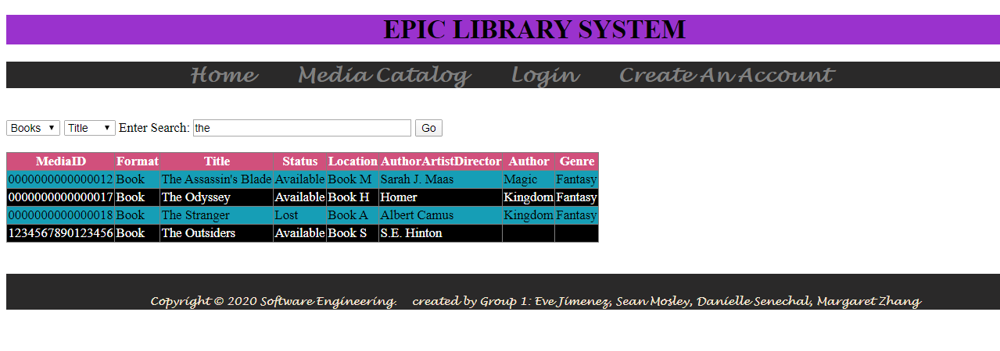 EPIC LIBRARY SYSTEM
Home Media Catalog Login Create An Account
Books Title Enter Search: the Go
MediaID Format Title Status Location AuthorArtistDirector Author Genre
0000000000000012 Book The Assassin's Blade Available Book M Sarah J. Maas Magic Fantasy
0000000000000017 Book The Odyssey Available Book H Homer Kingdom Fantasy
0000000000000018 Book The Stranger Lost Book A Albert Camus Kingdom Fantasy
1234567890123456 Book The Outsiders Available Book S S.E. Hinton
Copyright © 2020 Software Engineering. created by Group 1: Eve Jimenez, Sean Mosley, Danielle Senechal, Margaret Zhang